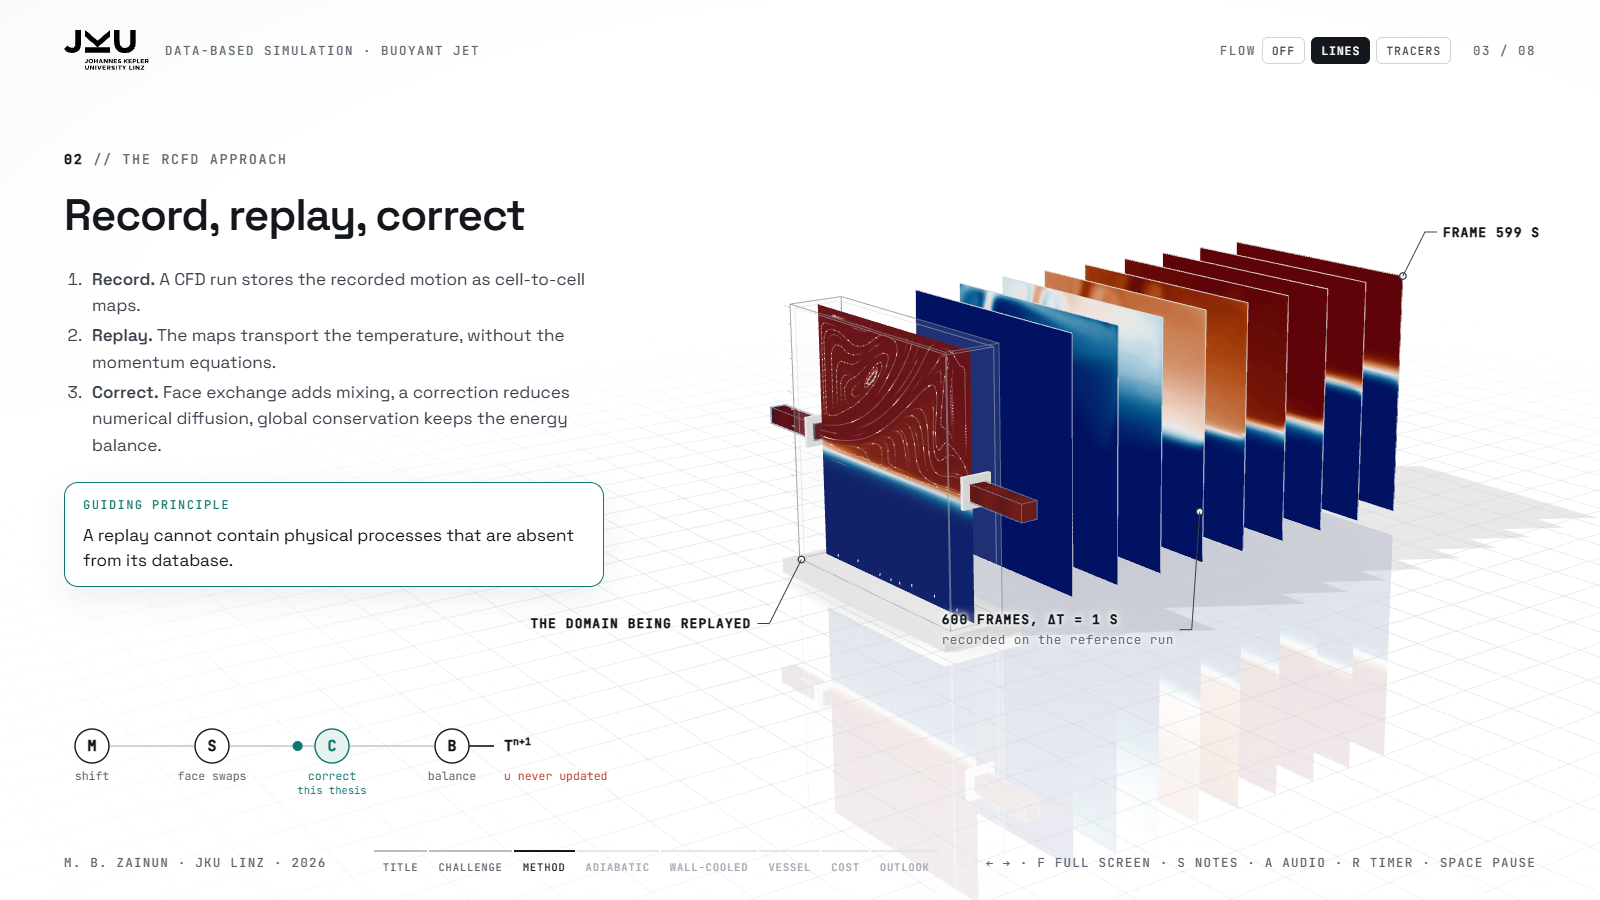 JKU
JOHANNES KEPLER
UNIVERSITY LINZ
DATA-BASED SIMULATION · BUOYANT JET
FLOW OFF LINES TRACERS 03 / 08
02 // THE RCFD APPROACH
Record, replay, correct
1. Record. A CFD run stores the recorded motion as cell-to-cell
maps.
2. Replay. The maps transport the temperature, without the
momentum equations.
3. Correct. Face exchange adds mixing, a correction reduces
numerical diffusion, global conservation keeps the energy
balance.
GUIDING PRINCIPLE
A replay cannot contain physical processes that are absent
from its database.
FRAME 599 S
THE DOMAIN BEING REPLAYED
600 FRAMES, ΔT = 1 S
recorded on the reference run
M S C B Tⁿ⁺¹
shift face swaps correct balance u never updated
this thesis
M. B. ZAINUN · JKU LINZ · 2026
TITLE CHALLENGE METHOD ADIABATIC WALL-COOLED VESSEL COST OUTLOOK
← → · F FULL SCREEN · S NOTES · A AUDIO · R TIMER · SPACE PAUSE